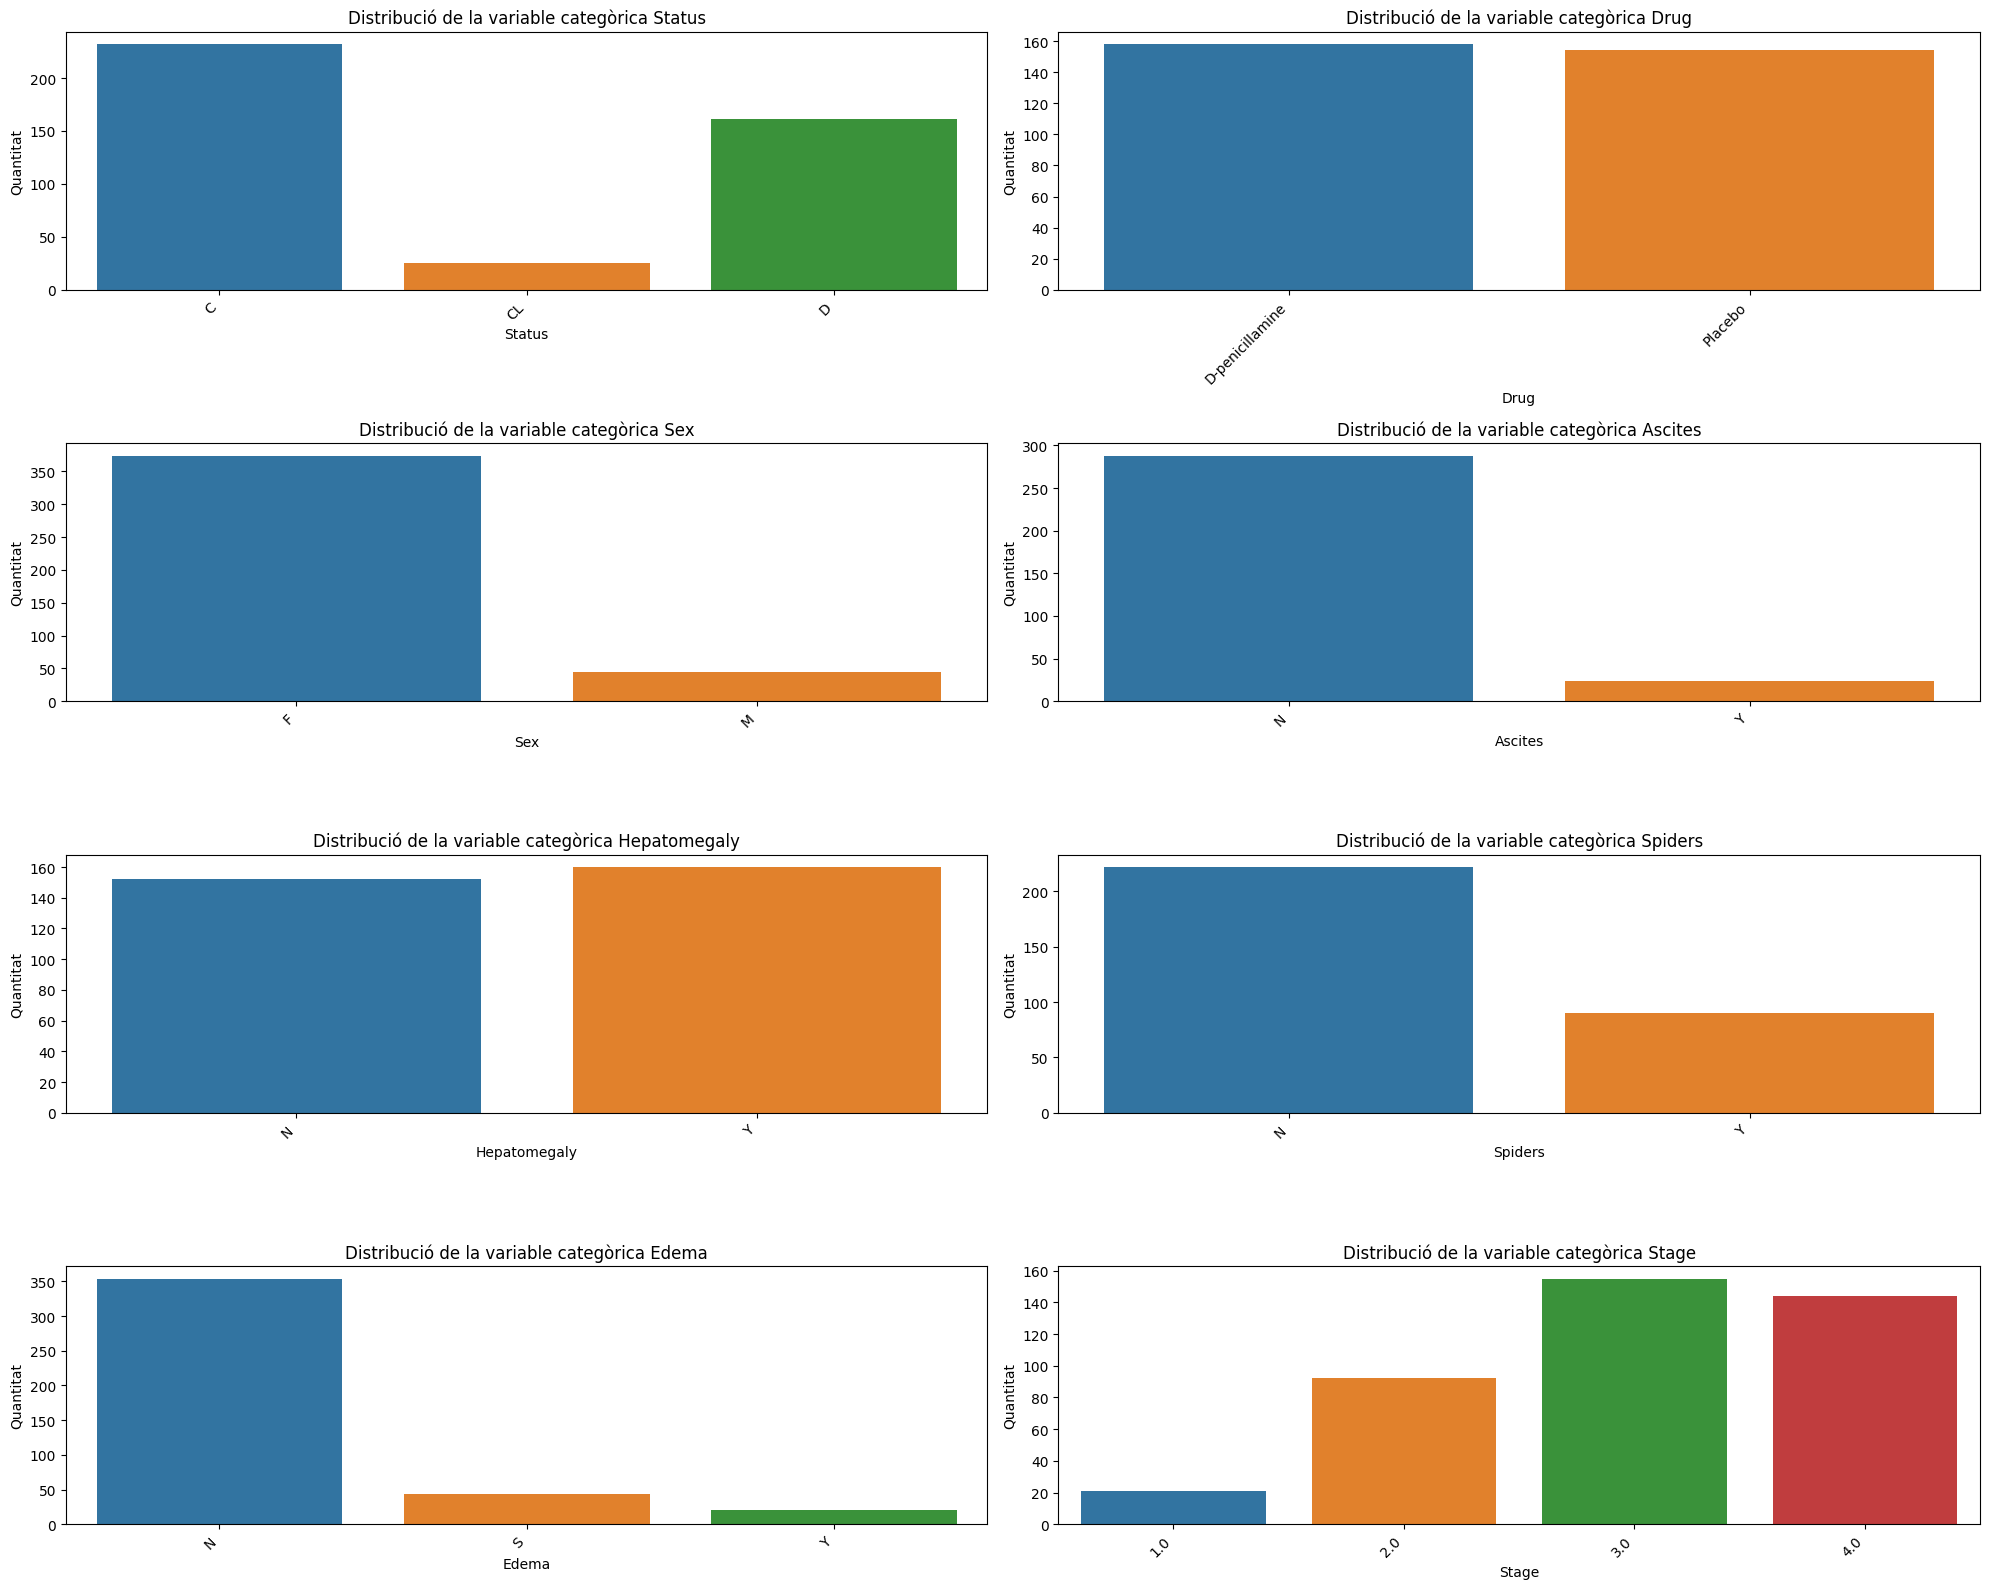 Distribució de la variable categòrica Status
Quantitat
200
150
100
50
0
C
CL
D
Status
Distribució de la variable categòrica Drug
Quantitat
160
140
120
100
80
60
40
20
0
D-penicillamine
Placebo
Drug
Distribució de la variable categòrica Sex
Quantitat
350
300
250
200
150
100
50
0
F
M
Sex
Distribució de la variable categòrica Ascites
Quantitat
300
250
200
150
100
50
0
N
Y
Ascites
Distribució de la variable categòrica Hepatomegaly
Quantitat
160
140
120
100
80
60
40
20
0
N
Y
Hepatomegaly
Distribució de la variable categòrica Spiders
Quantitat
200
150
100
50
0
N
Y
Spiders
Distribució de la variable categòrica Edema
Quantitat
350
300
250
200
150
100
50
0
N
S
Y
Edema
Distribució de la variable categòrica Stage
Quantitat
160
140
120
100
80
60
40
20
0
1.0
2.0
3.0
4.0
Stage